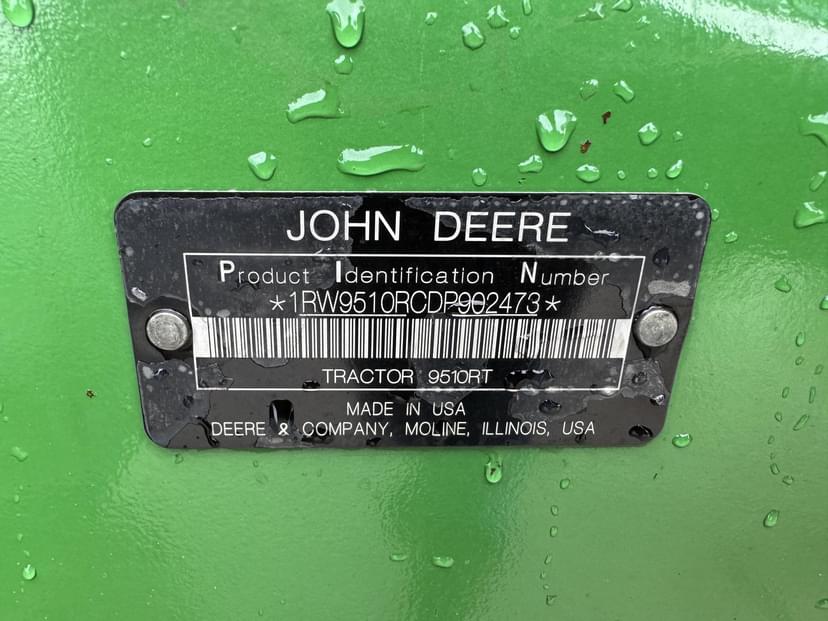 JOHN DEERE
Product Identification Number
*1RW9510RCDP902473*
TRACTOR 9510RT
MADE IN USA
DEERE & COMPANY, MOLINE, ILLINOIS, USA